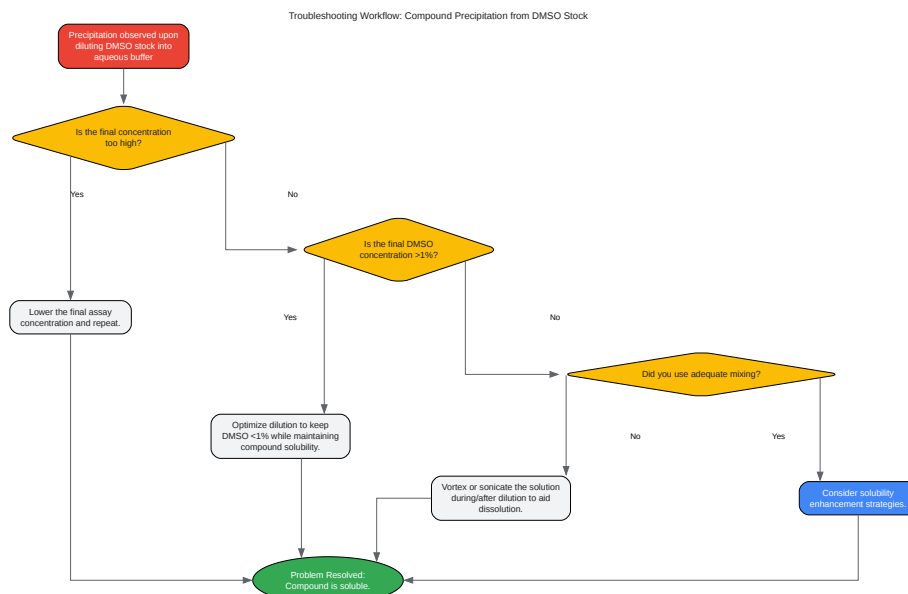 Troubleshooting Workflow: Compound Precipitation from DMSO Stock
Precipitation observed upon
diluting DMSO stock into
aqueous buffer
Is the final concentration
too high?
Yes
No
Is the final DMSO
concentration >1%?
Lower the final assay
concentration and repeat.
Yes
No
Did you use adequate mixing?
Optimize dilution to keep
DMSO <1% while maintaining
compound solubility.
No
Yes
Vortex or sonicate the solution
during/after dilution to aid
dissolution.
Consider solubility
enhancement strategies.
Problem Resolved:
Compound is soluble.